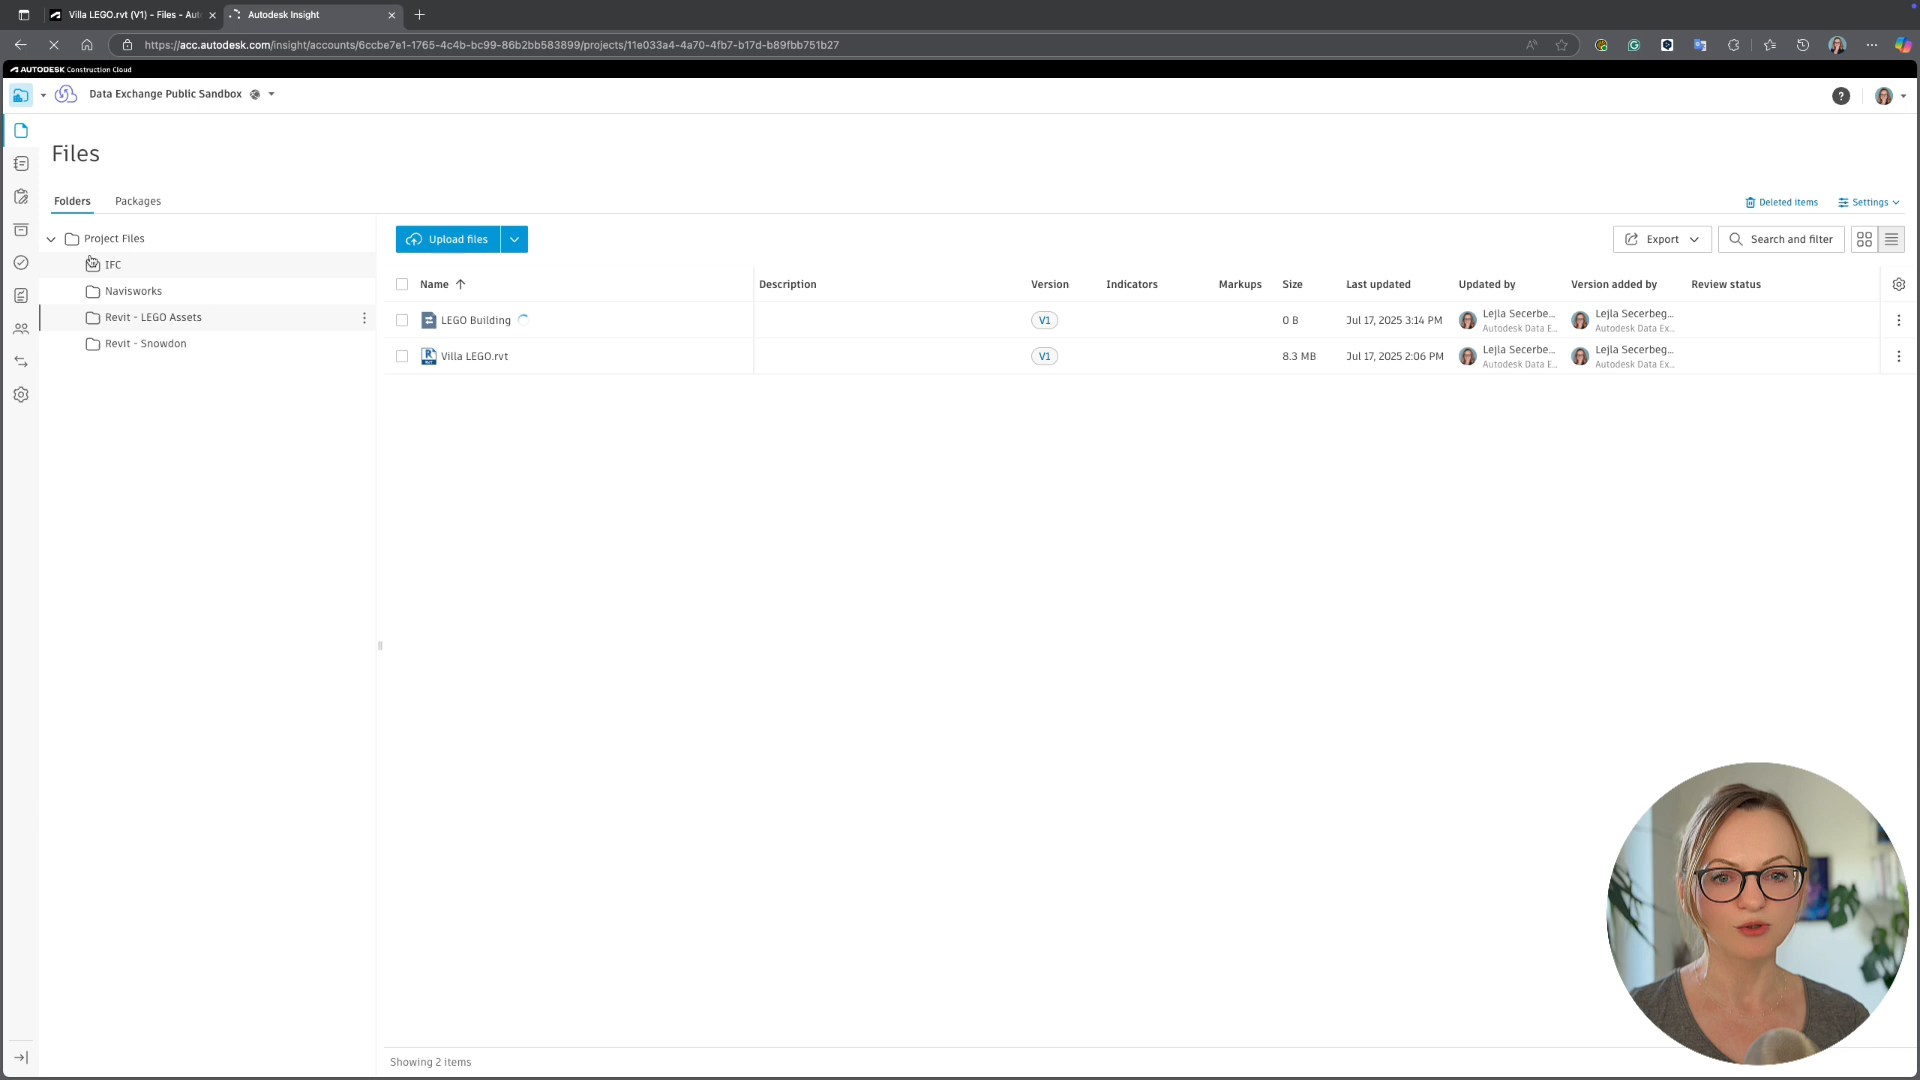 Villa LEGO.rvt (V1) - Files - Aut
Autodesk Insight
https://acc.autodesk.com/insight/accounts/6ccbe7e1-1765-4c4b-bc99-86b2bb583899/projects/11e033a4-4a70-4fb7-b17d-b89fbb751b27
AUTODESK Construction Cloud
Data Exchange Public Sandbox
Files
Folders Packages
Deleted items Settings
Project Files
IFC
Navisworks
Revit - LEGO Assets
Revit - Snowdon
Upload files
Export
Search and filter
Name Description Version Indicators Markups Size Last updated Updated by Version added by Review status
LEGO Building V1 0 B Jul 17, 2025 3:14 PM Lejla Secerbe... Lejla Secerbeg...
Autodesk Data E... Autodesk Data Ex...
Villa LEGO.rvt V1 8.3 MB Jul 17, 2025 2:06 PM Lejla Secerbe... Lejla Secerbeg...
Autodesk Data E... Autodesk Data Ex...
Showing 2 items